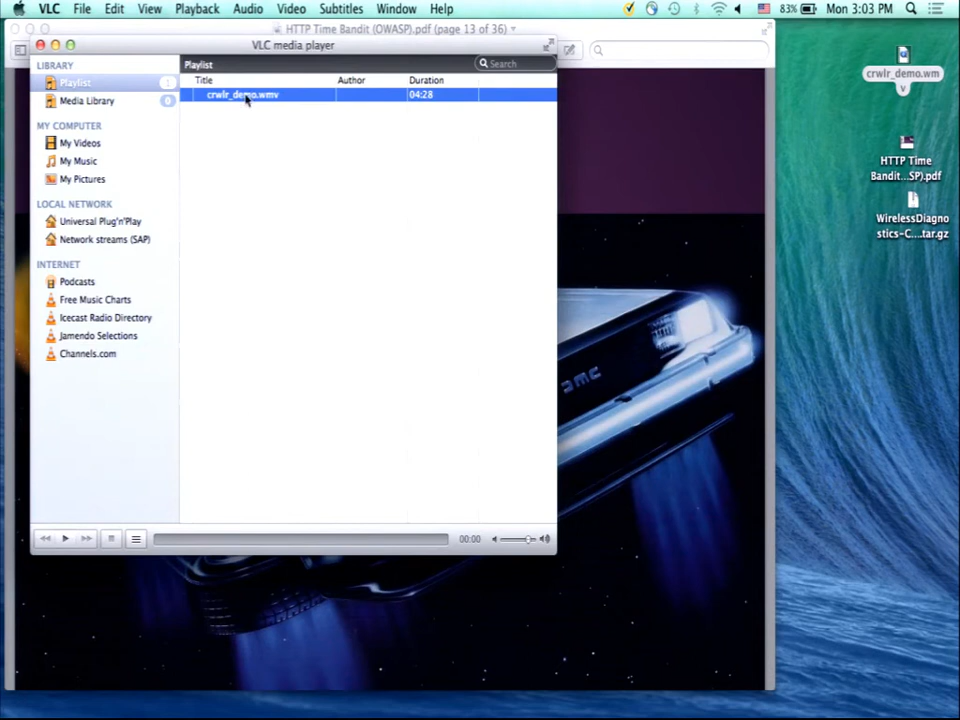 VLC File Edit View Playback Audio Video Subtitles Window Help 83% Mon 3:03 PM
HTTP Time Bandit (OWASP).pdf (page 13 of 36)
VLC media player
LIBRARY
Playlist 1
Media Library 0
MY COMPUTER
My Videos
My Music
My Pictures
LOCAL NETWORK
Universal Plug'n'Play
Network streams (SAP)
INTERNET
Podcasts
Free Music Charts
Icecast Radio Directory
Jamendo Selections
Channels.com
Playlist Search
Title Author Duration
crwlr_demo.wmv 04:28
00:00
DMC
crwlr_demo.wm
v
HTTP Time
Bandit...SP).pdf
WirelessDiagno
stics-C....tar.gz